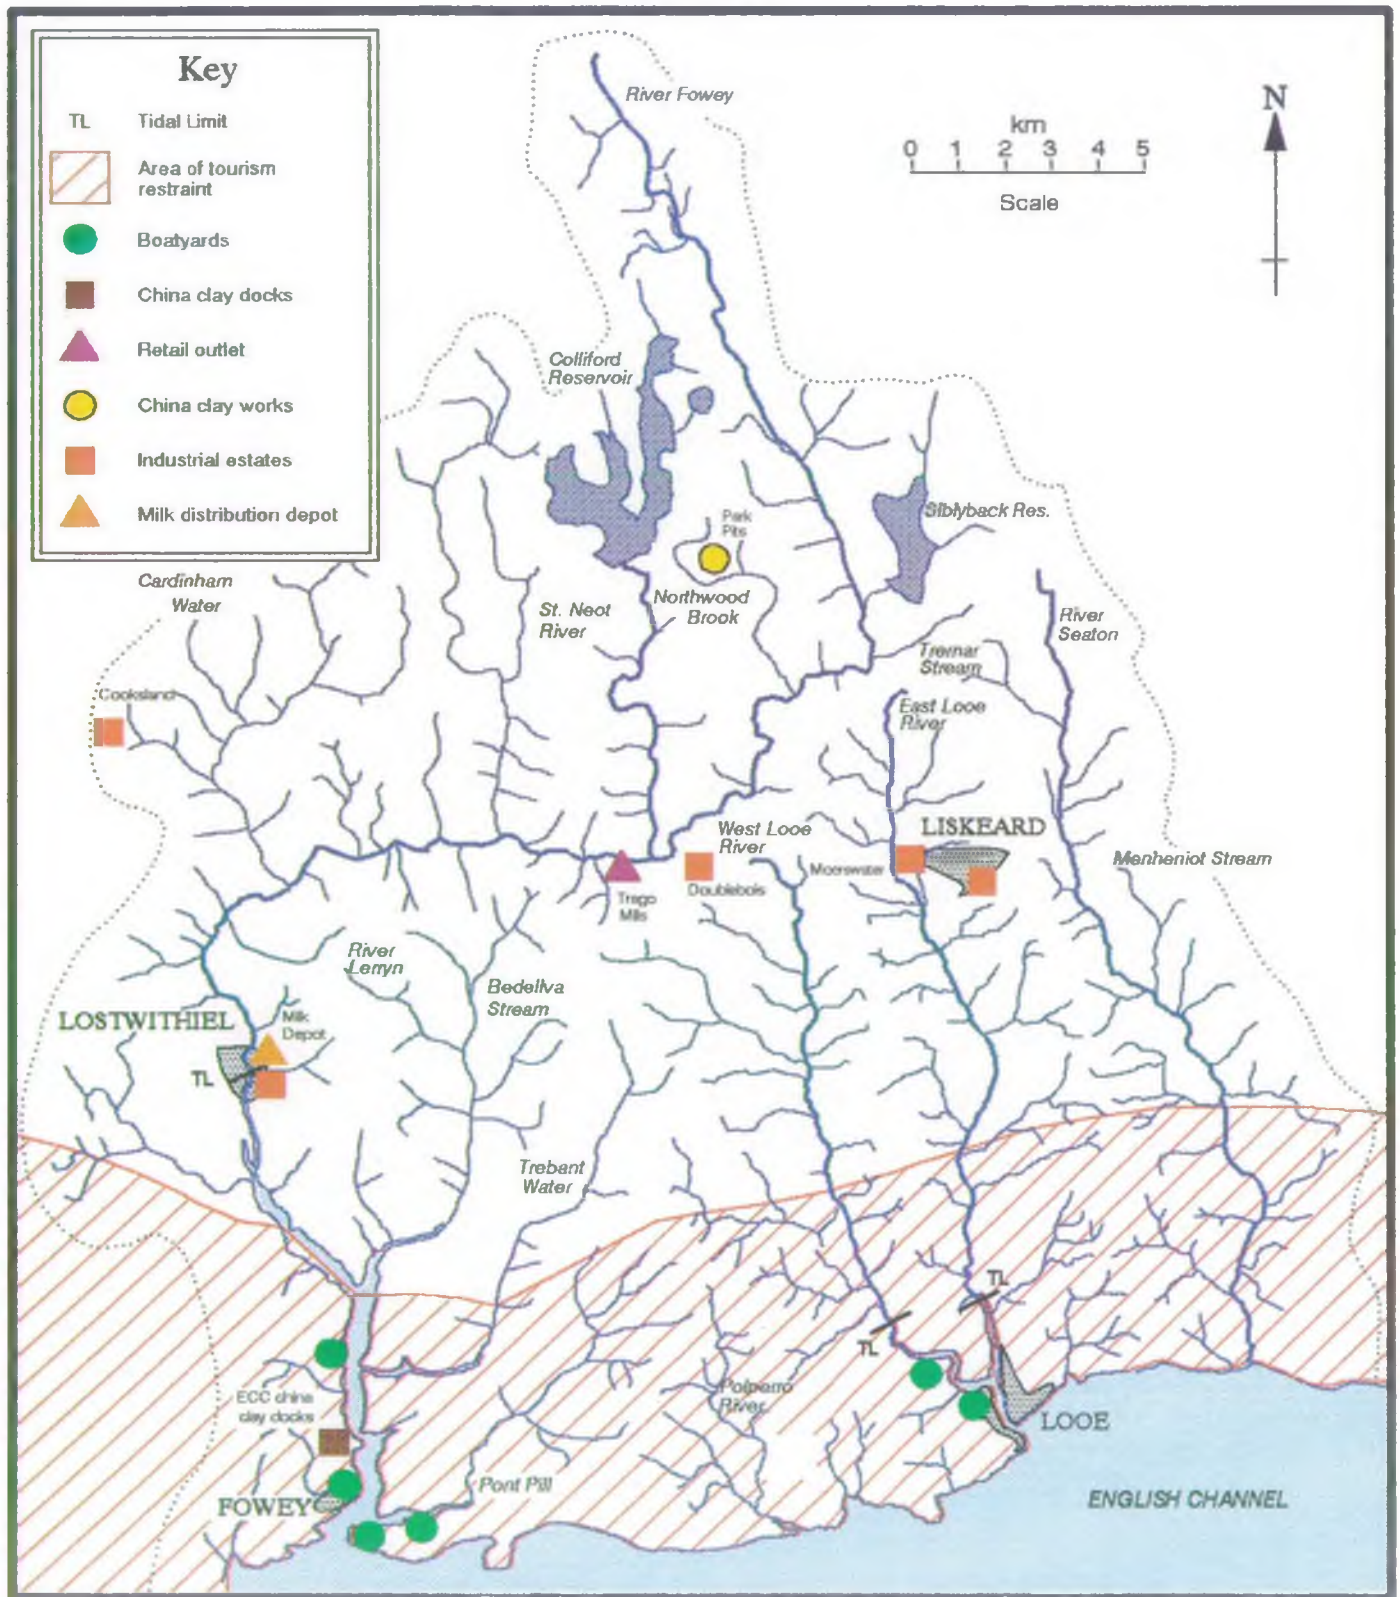 Key
TL Tidal Limit
Area of tourism
restraint
Boatyards
China clay docks
Retail outlet
China clay works
Industrial estates
Milk distribution depot
River Fowey
km
0 1 2 3 4 5
Scale
N
Colliford
Reservoir
Siblyback Res.
Park
Pits
Cardinham
Water
St. Neot
River
Northwood
Brook
River
Seaton
Tremar
Stream
Cooksland
East Looe
River
West Looe
River
LISKEARD
Moorswater
Menheniot Stream
Trago
Mills
Doublebois
River
Lerryn
Bedellva
Stream
LOSTWITHIEL
Milk
Depot
TL
Trebant
Water
TL
TL
Polperro
River
ECC china
clay docks
LOOE
Pont Pill
FOWEY
ENGLISH CHANNEL